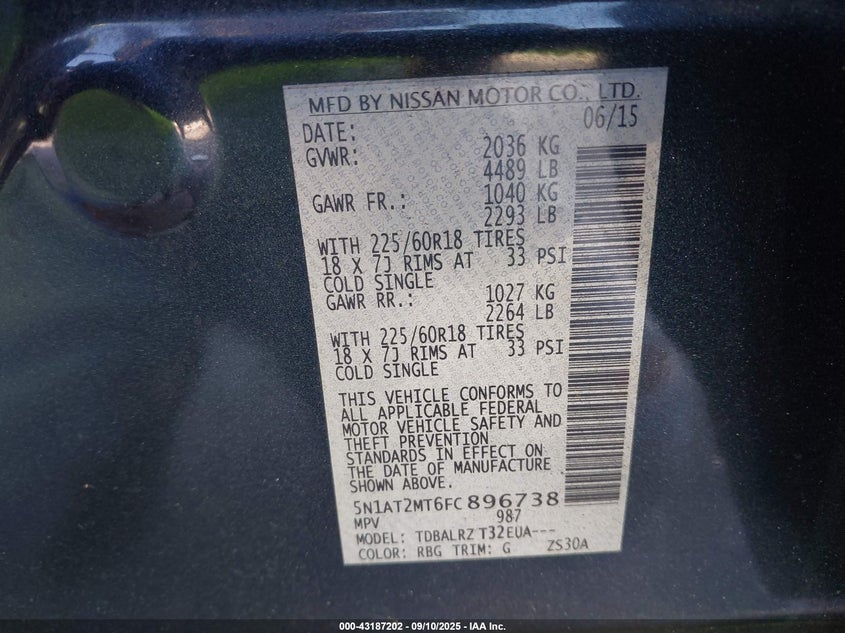 MFD BY NISSAN MOTOR CO., LTD.
DATE: 06/15
GVWR: 2036 KG
4489 LB
GAWR FR.: 1040 KG
2293 LB
WITH 225/60R18 TIRES
18 X 7J RIMS AT 33 PSI
COLD SINGLE
GAWR RR.: 1027 KG
2264 LB
WITH 225/60R18 TIRES
18 X 7J RIMS AT 33 PSI
COLD SINGLE
THIS VEHICLE CONFORMS TO
ALL APPLICABLE FEDERAL
MOTOR VEHICLE SAFETY AND
THEFT PREVENTION
STANDARDS IN EFFECT ON
THE DATE OF MANUFACTURE
SHOWN ABOVE.
5N1AT2MT6FC896738
MPV 987
MODEL: TDBALRZ T32EUA---
COLOR: RBG TRIM: G ZS30A
000-43187202 - 09/10/2025 - IAA Inc.